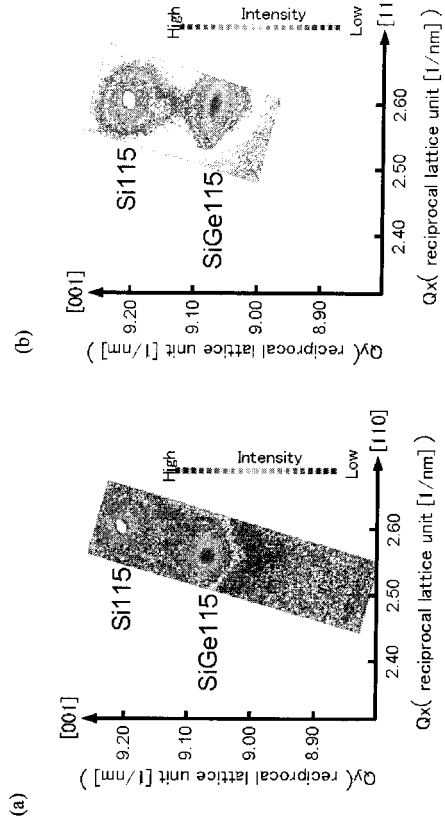 (a)
[001]
Qy( reciprocal lattice unit [1/nm] )
9.20
9.10
9.00
8.90
Si115
SiGe115
High
Intensity
Low
2.40
2.50
2.60
[110]
Qx( reciprocal lattice unit [1/nm] )
(b)
[001]
Qy( reciprocal lattice unit [1/nm] )
9.20
9.10
9.00
8.90
Si115
SiGe115
High
Intensity
Low
2.40
2.50
2.60
[11
Qx( reciprocal lattice unit [1/nm] )